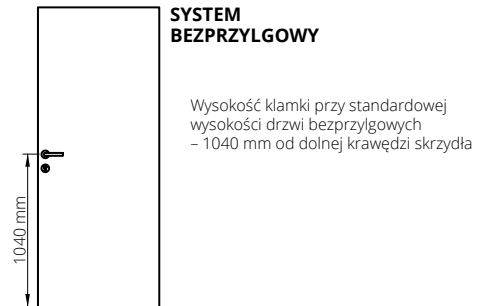 SYSTEM
BEZPRZYLGOWY
Wysokość klamki przy standardowej
wysokości drzwi bezprzylgowych
– 1040 mm od dolnej krawędzi skrzydła
1040 mm